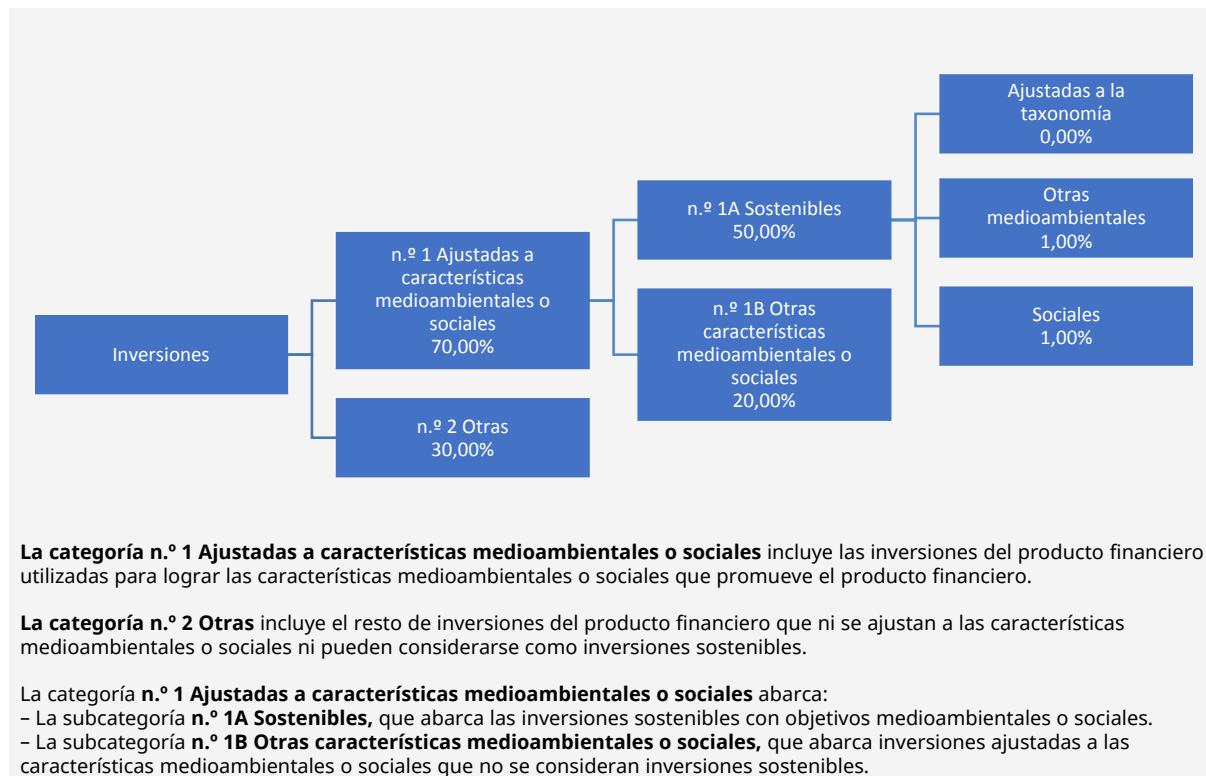 Inversiones
n.º 1 Ajustadas a
características
medioambientales o
sociales
70,00%
n.º 2 Otras
30,00%
n.º 1A Sostenibles
50,00%
n.º 1B Otras
características
medioambientales o
sociales
20,00%
Ajustadas a la
taxonomía
0,00%
Otras
medioambientales
1,00%
Sociales
1,00%
La categoría n.º 1 Ajustadas a características medioambientales o sociales incluye las inversiones del producto financiero
utilizadas para lograr las características medioambientales o sociales que promueve el producto financiero.
La categoría n.º 2 Otras incluye el resto de inversiones del producto financiero que ni se ajustan a las características
medioambientales o sociales ni pueden considerarse como inversiones sostenibles.
La categoría n.º 1 Ajustadas a características medioambientales o sociales abarca:
– La subcategoría n.º 1A Sostenibles, que abarca las inversiones sostenibles con objetivos medioambientales o sociales.
– La subcategoría n.º 1B Otras características medioambientales o sociales, que abarca inversiones ajustadas a las
características medioambientales o sociales que no se consideran inversiones sostenibles.